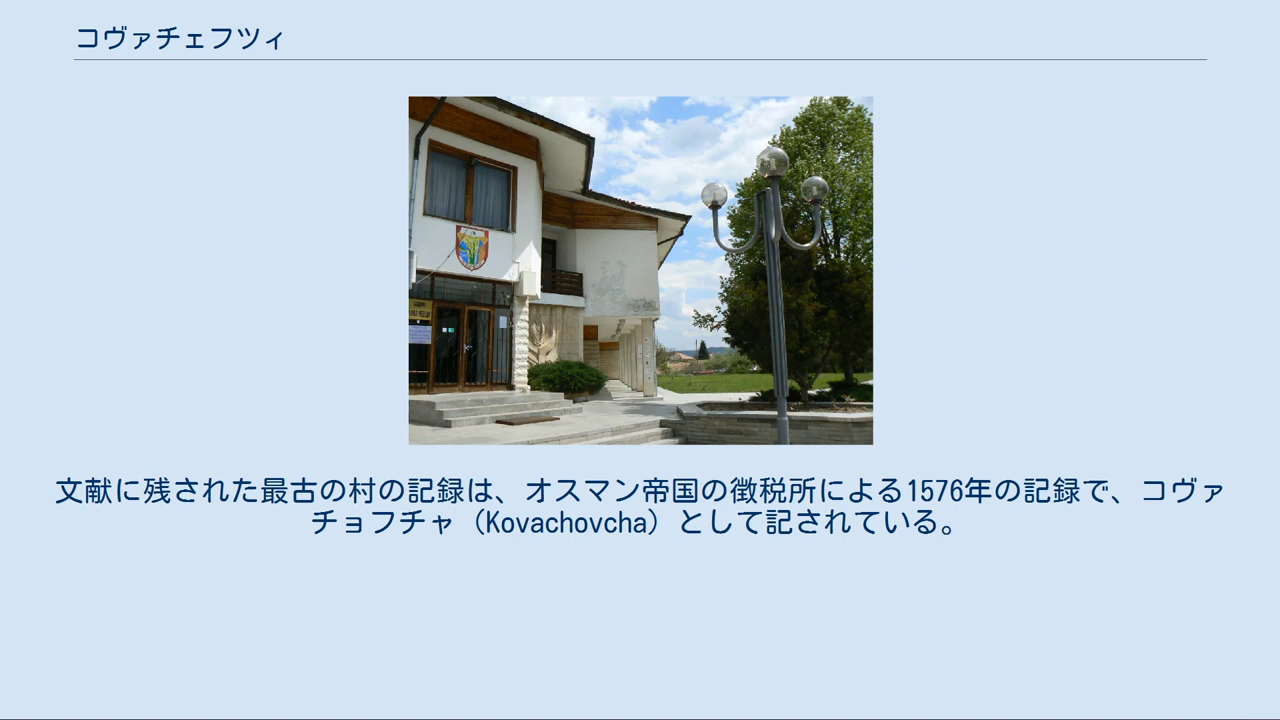 コヴァチェフツィ
文献に残された最古の村の記録は、オスマン帝国の徴税所による1576年の記録で、コヴァ
チョフチャ（Kovachovcha）として記されている。